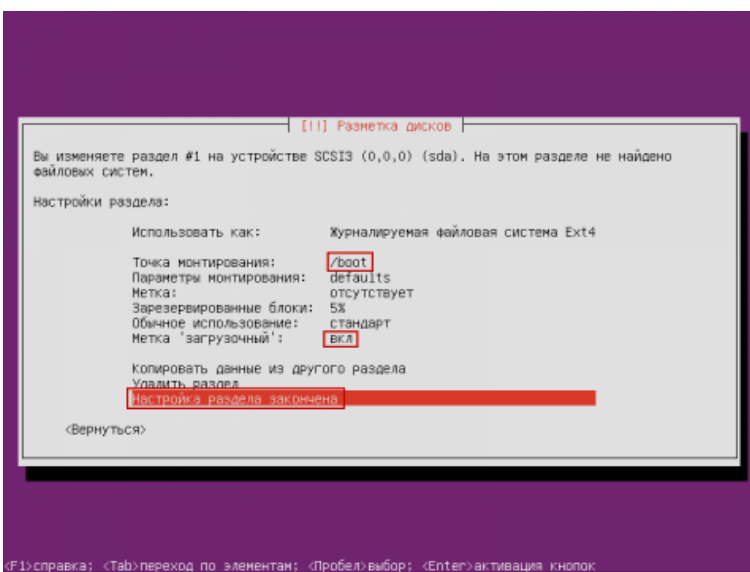 [!!] Разметка дисков
Вы изменяете раздел #1 на устройстве SCSI3 (0,0,0) (sda). На этом разделе не найдено
файловых систем.
Настройки раздела:
Использовать как: Журналируемая файловая система Ext4
Точка монтирования: /boot
Параметры монтирования: defaults
Метка: отсутствует
Зарезервированные блоки: 5%
Обычное использование: стандарт
Метка 'загрузочный': вкл
Копировать данные из другого раздела
Удалить раздел
Настройка раздела закончена
<Вернуться>
<F1>справка; <Tab>переход по элементам; <Пробел>выбор; <Enter>активация кнопок